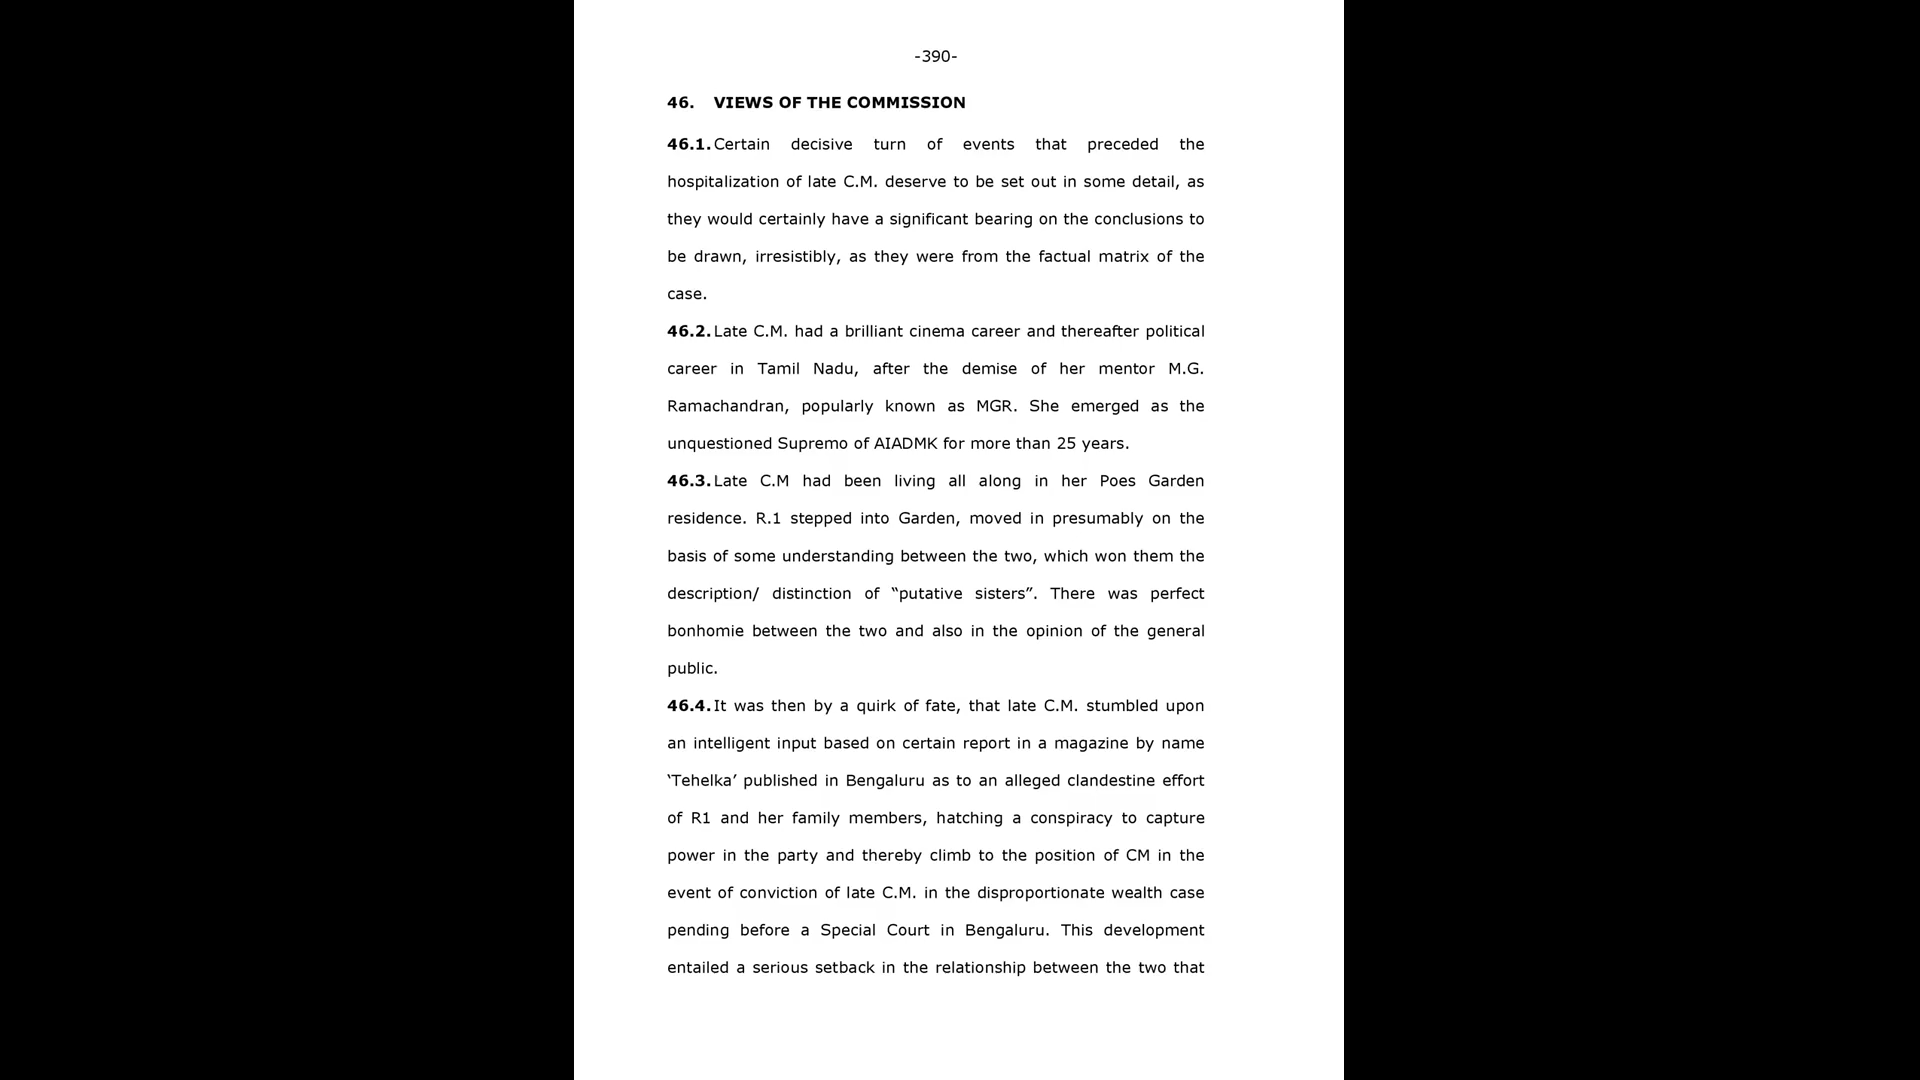 -390-
46. VIEWS OF THE COMMISSION
46.1. Certain decisive turn of events that preceded the
hospitalization of late C.M. deserve to be set out in some detail, as
they would certainly have a significant bearing on the conclusions to
be drawn, irresistibly, as they were from the factual matrix of the
case.
46.2. Late C.M. had a brilliant cinema career and thereafter political
career in Tamil Nadu, after the demise of her mentor M.G.
Ramachandran, popularly known as MGR. She emerged as the
unquestioned Supremo of AIADMK for more than 25 years.
46.3. Late C.M had been living all along in her Poes Garden
residence. R.1 stepped into Garden, moved in presumably on the
basis of some understanding between the two, which won them the
description/ distinction of “putative sisters”. There was perfect
bonhomie between the two and also in the opinion of the general
public.
46.4. It was then by a quirk of fate, that late C.M. stumbled upon
an intelligent input based on certain report in a magazine by name
‘Tehelka’ published in Bengaluru as to an alleged clandestine effort
of R1 and her family members, hatching a conspiracy to capture
power in the party and thereby climb to the position of CM in the
event of conviction of late C.M. in the disproportionate wealth case
pending before a Special Court in Bengaluru. This development
entailed a serious setback in the relationship between the two that